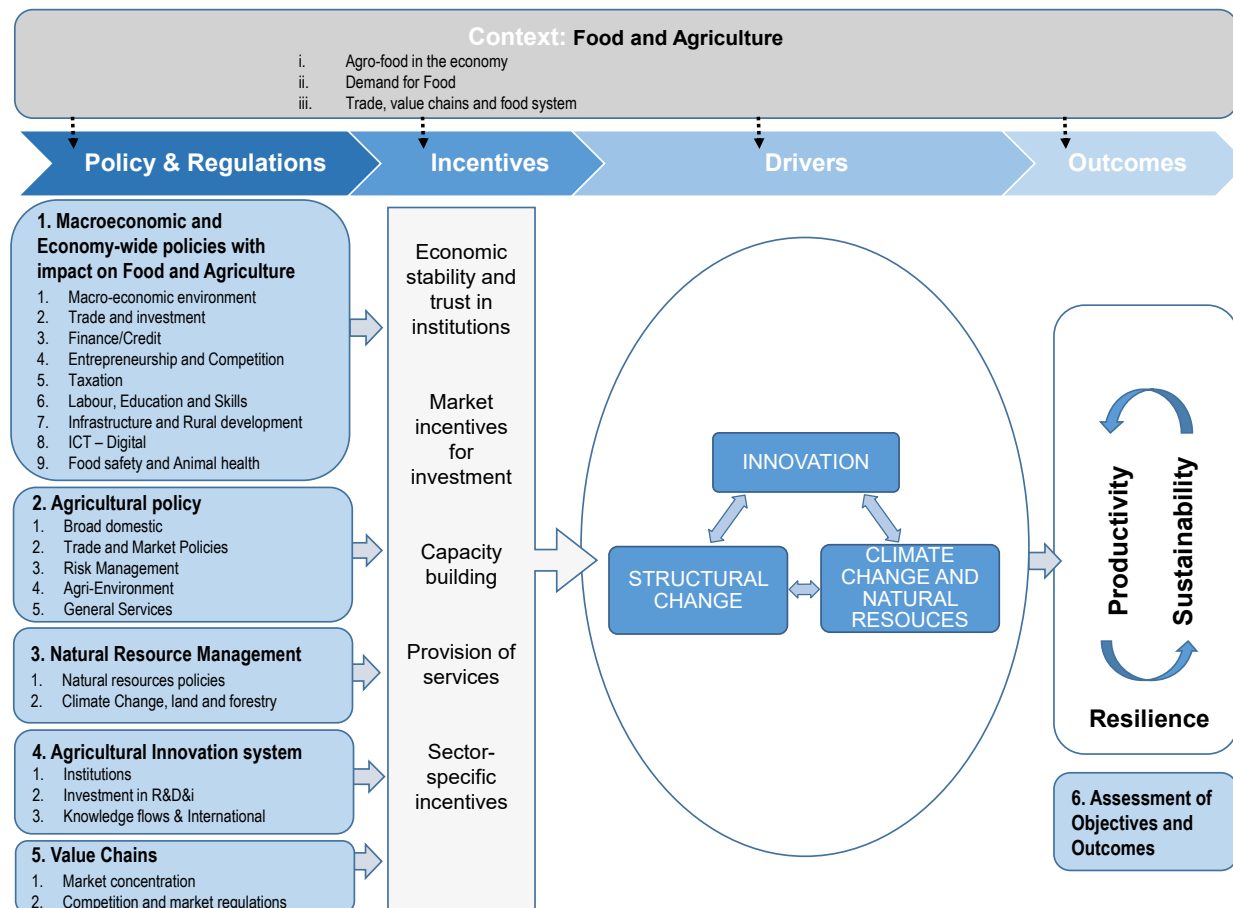 Context: Food and Agriculture
i. Agro-food in the economy
ii. Demand for Food
iii. Trade, value chains and food system
Policy & Regulations
Incentives
Drivers
Outcomes
1. Macroeconomic and
Economy-wide policies with
impact on Food and Agriculture
1. Macro-economic environment
2. Trade and investment
3. Finance/Credit
4. Entrepreneurship and Competition
5. Taxation
6. Labour, Education and Skills
7. Infrastructure and Rural development
8. ICT – Digital
9. Food safety and Animal health
2. Agricultural policy
1. Broad domestic
2. Trade and Market Policies
3. Risk Management
4. Agri-Environment
5. General Services
3. Natural Resource Management
1. Natural resources policies
2. Climate Change, land and forestry
4. Agricultural Innovation system
1. Institutions
2. Investment in R&D&i
3. Knowledge flows & International
5. Value Chains
1. Market concentration
2. Competition and market regulations
Economic
stability and
trust in
institutions
Market
incentives
for
investment
Capacity
building
Provision of
services
Sector-
specific
incentives
INNOVATION
STRUCTURAL
CHANGE
CLIMATE
CHANGE AND
NATURAL
RESOUCES
Productivity
Sustainability
Resilience
6. Assessment of
Objectives and
Outcomes